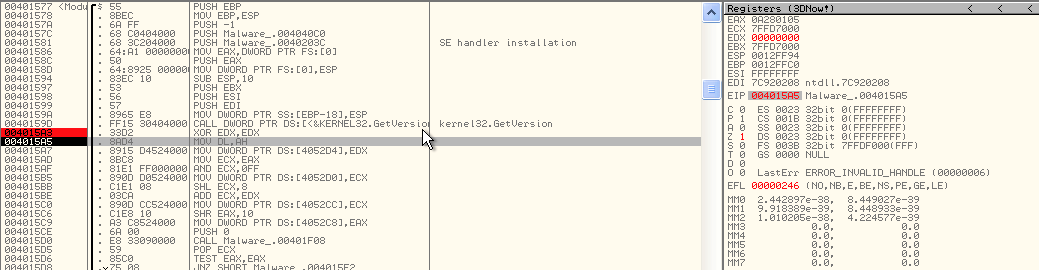 00401577 <Modu . 55 PUSH EBP
00401578 . 8BEC MOV EBP,ESP
0040157A . 6A FF PUSH -1
0040157C . 68 C0404000 PUSH Malware_.004040C0
00401581 . 68 3C204000 PUSH Malware_.0040203C SE handler installation
00401586 . 64:A1 00000000 MOV EAX,DWORD PTR FS:[0]
0040158C . 50 PUSH EAX
0040158D . 64:8925 000000 MOV DWORD PTR FS:[0],ESP
00401594 . 83EC 10 SUB ESP,10
00401597 . 53 PUSH EBX
00401598 . 56 PUSH ESI
00401599 . 57 PUSH EDI
0040159A . 8965 E8 MOV DWORD PTR SS:[EBP-18],ESP
0040159D . FF15 30404000 CALL DWORD PTR DS:[<&KERNEL32.GetVersion kernel32.GetVersion
004015A3 . 33D2 XOR EDX,EDX
004015A5 . 8AD4 MOV DL,AH
004015A7 . 8915 D4524000 MOV DWORD PTR DS:[4052D4],EDX
004015AD . 8BC8 MOV ECX,EAX
004015AF . 81E1 FF000000 AND ECX,0FF
004015B5 . 890D D0524000 MOV DWORD PTR DS:[4052D0],ECX
004015BB . C1E1 08 SHL ECX,8
004015BE . 03CA ADD ECX,EDX
004015C0 . 890D CC524000 MOV DWORD PTR DS:[4052CC],ECX
004015C6 . C1E8 10 SHR EAX,10
004015C9 . A3 C8524000 MOV DWORD PTR DS:[4052C8],EAX
004015CE . 6A 00 PUSH 0
004015D0 . E8 33090000 CALL Malware_.00401F08
004015D5 . 59 POP ECX
004015D6 . 85C0 TEST EAX,EAX
004015D8 .v75 08 JNZ SHORT Malware_.004015E2
Registers (3DNow!) < < <
EAX 0A280105
ECX 7FFD7000
EDX 00000000
EBX 7FFD7000
ESP 0012FF94
EBP 0012FFC0
ESI FFFFFFFF
EDI 7C920208 ntdll.7C920208
EIP 004015A5 Malware_.004015A5
C 0 ES 0023 32bit 0(FFFFFFFF)
P 1 CS 001B 32bit 0(FFFFFFFF)
A 0 SS 0023 32bit 0(FFFFFFFF)
Z 1 DS 0023 32bit 0(FFFFFFFF)
S 0 FS 003B 32bit 7FFDF000(FFF)
T 0 GS 0000 NULL
D 0
O 0 LastErr ERROR_INVALID_HANDLE (00000006)
EFL 00000246 (NO,NB,E,BE,NS,PE,GE,LE)
MM0 2.442897e-38, 8.449027e-39
MM1 9.918389e-39, 8.448933e-39
MM2 1.010205e-38, 4.224577e-39
MM3 0.0, 0.0
MM4 0.0, 0.0
MM5 0.0, 0.0
MM6 0.0, 0.0
MM7 0.0, 0.0